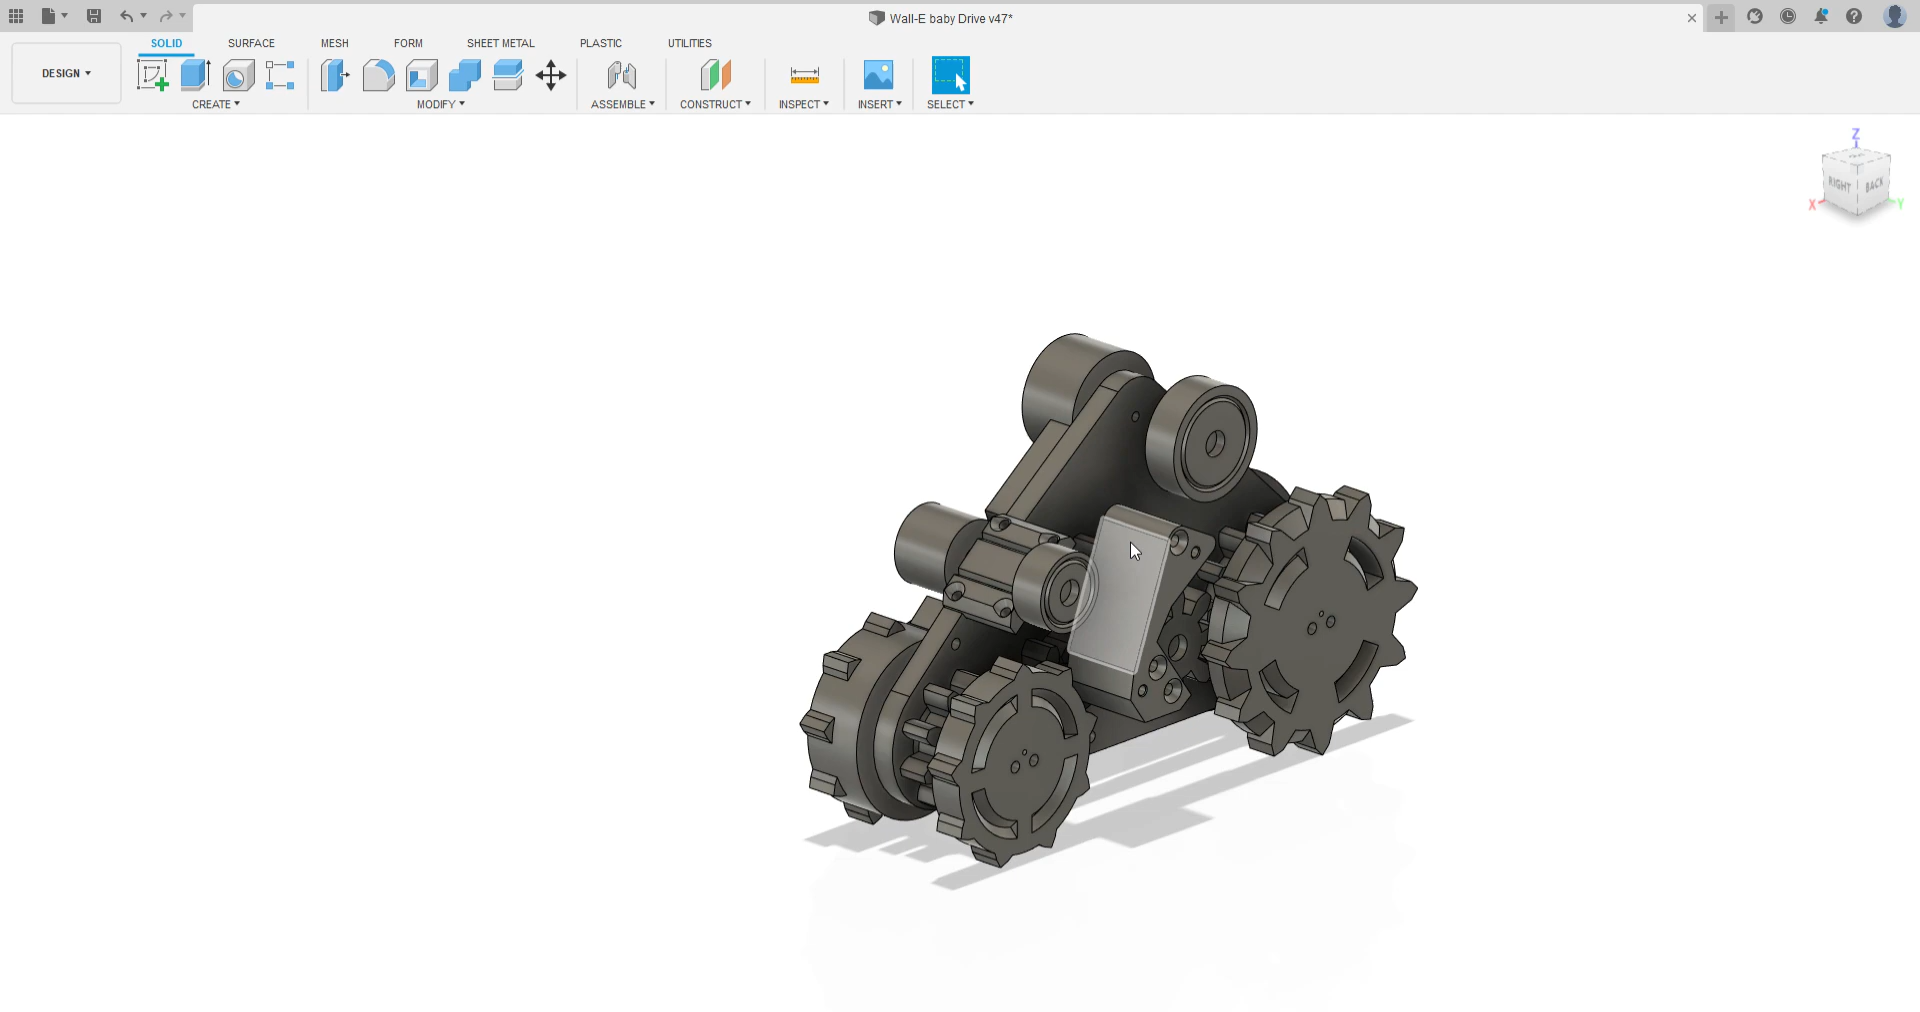 Wall-E baby Drive v47*
SOLID SURFACE MESH FORM SHEET METAL PLASTIC UTILITIES
DESIGN
CREATE MODIFY ASSEMBLE CONSTRUCT INSPECT INSERT SELECT
Z
RIGHT BACK
X Y